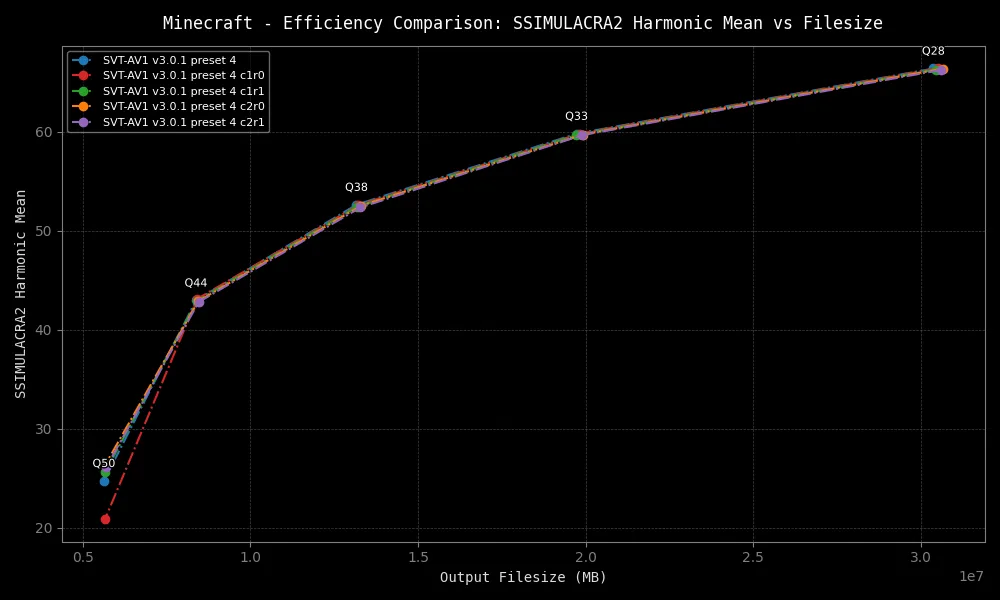 Minecraft - Efficiency Comparison: SSIMULACRA2 Harmonic Mean vs Filesize
SVT-AV1 v3.0.1 preset 4
SVT-AV1 v3.0.1 preset 4 c1r0
SVT-AV1 v3.0.1 preset 4 c1r1
SVT-AV1 v3.0.1 preset 4 c2r0
SVT-AV1 v3.0.1 preset 4 c2r1
Q28
Q33
Q38
Q44
Q50
SSIMULACRA2 Harmonic Mean
60
50
40
30
20
0.5 1.0 1.5 2.0 2.5 3.0
1e7
Output Filesize (MB)